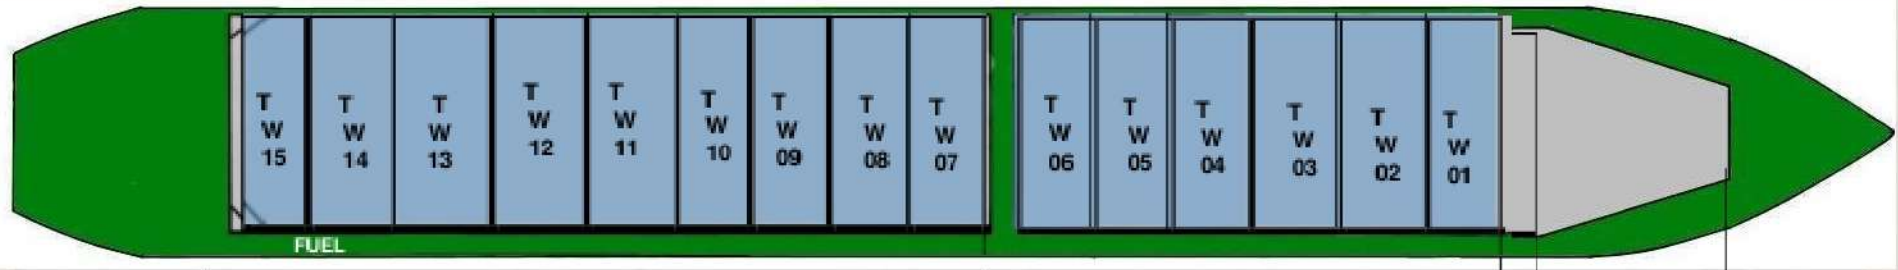 T W 15
T W 14
T W 13
T W 12
T W 11
T W 10
T W 09
T W 08
T W 07
T W 06
T W 05
T W 04
T W 03
T W 02
T W 01
FUEL